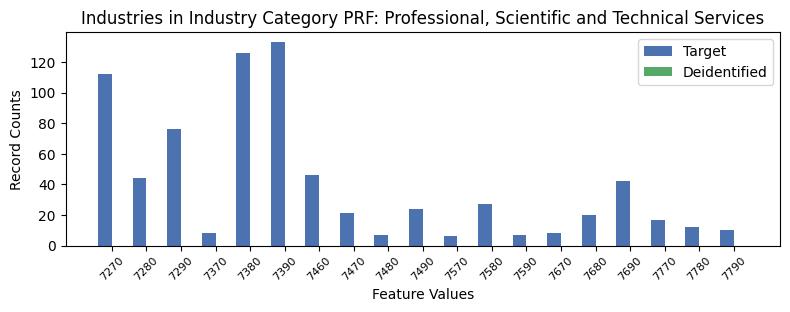 Industries in Industry Category PRF: Professional, Scientific and Technical Services
Target
Deidentified
Record Counts
120
100
80
60
40
20
0
7270 7280 7290 7370 7380 7390 7460 7470 7480 7490 7570 7580 7590 7670 7680 7690 7770 7780 7790
Feature Values